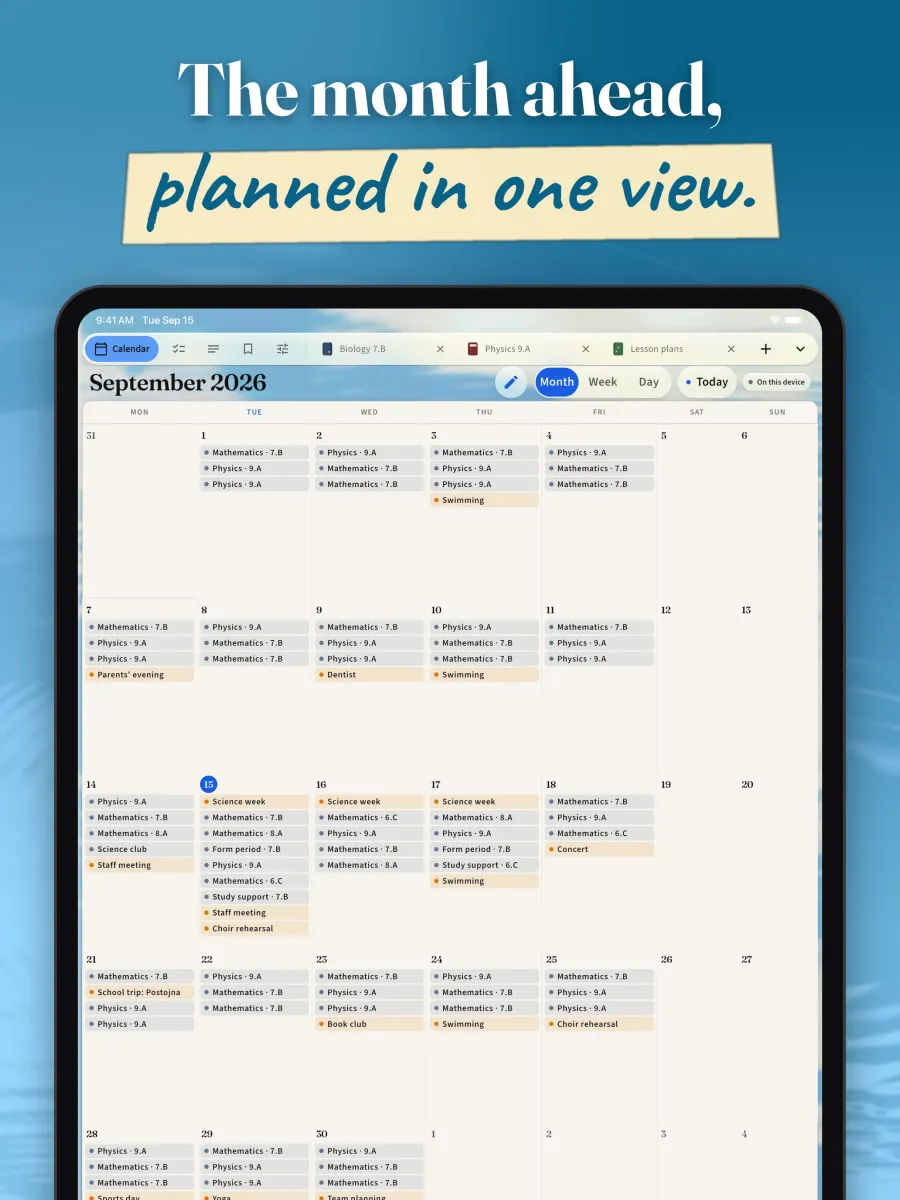 The month ahead,
planned in one view.
9:41 AM Tue Sep 15
Calendar Biology 7.B Physics 9.A Lesson plans
September 2026 Month Week Day Today On this device
MON TUE WED THU FRI SAT SUN
31 1 2 3 4 5 6
Mathematics · 7.B Physics · 9.A Mathematics · 7.B Physics · 9.A
Physics · 9.A Mathematics · 7.B Physics · 9.A Mathematics · 7.B
Physics · 9.A Mathematics · 7.B Physics · 9.A Mathematics · 7.B
Swimming
7 8 9 10 11 12 13
Mathematics · 7.B Physics · 9.A Mathematics · 7.B Physics · 9.A Mathematics · 7.B
Physics · 9.A Mathematics · 7.B Physics · 9.A Mathematics · 7.B Physics · 9.A
Physics · 9.A Mathematics · 7.B Physics · 9.A Mathematics · 7.B Physics · 9.A
Parents' evening Dentist Swimming
14 15 16 17 18 19 20
Physics · 9.A Science week Science week Science week Mathematics · 7.B
Mathematics · 7.B Mathematics · 7.B Mathematics · 6.C Mathematics · 8.A Physics · 9.A
Mathematics · 8.A Mathematics · 8.A Physics · 9.A Physics · 9.A Mathematics · 6.C
Science club Form period · 7.B Mathematics · 7.B Form period · 7.B Concert
Staff meeting Physics · 9.A Mathematics · 8.A Study support · 6.C
Mathematics · 6.C Swimming
Study support · 7.B
Staff meeting
Choir rehearsal
21 22 23 24 25 26 27
Mathematics · 7.B Physics · 9.A Mathematics · 7.B Physics · 9.A Mathematics · 7.B
School trip: Postojna Mathematics · 7.B Physics · 9.A Mathematics · 7.B Physics · 9.A
Physics · 9.A Mathematics · 7.B Physics · 9.A Mathematics · 7.B Physics · 9.A
Physics · 9.A Book club Swimming Choir rehearsal
28 29 30 1 2 3 4
Physics · 9.A Mathematics · 7.B Physics · 9.A
Mathematics · 7.B Physics · 9.A Mathematics · 7.B
Mathematics · 7.B Physics · 9.A Mathematics · 7.B
Sports day Yoga Team planning